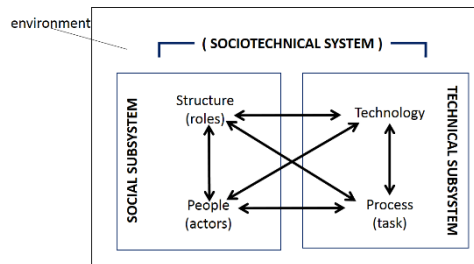 environment
( SOCIOTECHNICAL SYSTEM )
SOCIAL SUBSYSTEM
Structure
(roles)
Technology
TECHNICAL SUBSYSTEM
People
(actors)
Process
(task)